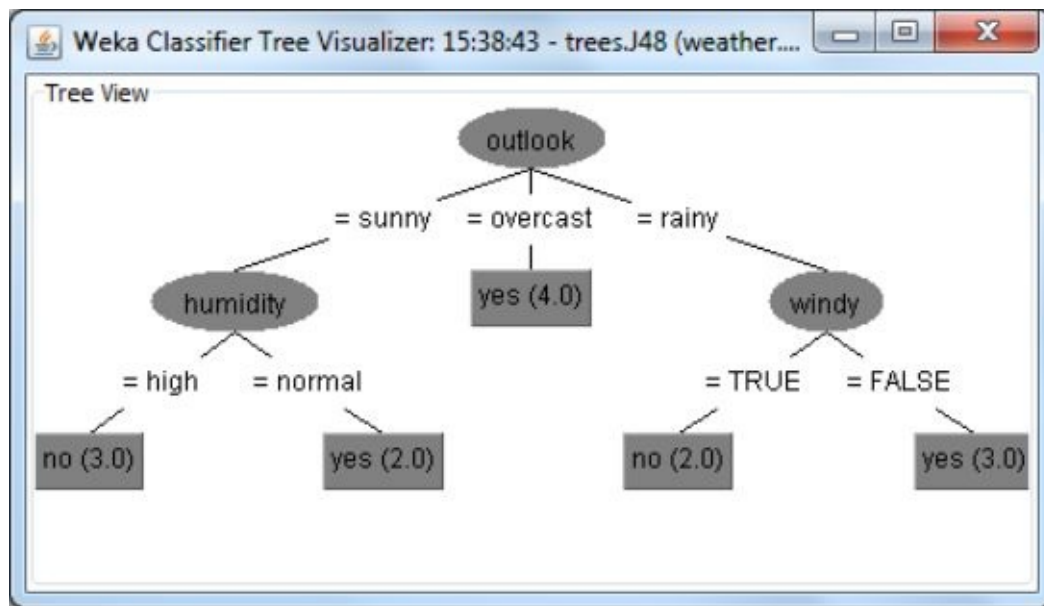 Weka Classifier Tree Visualizer: 15:38:43 - trees.J48 (weather....
Tree View
outlook
= sunny = overcast = rainy
humidity yes (4.0) windy
= high = normal = TRUE = FALSE
no (3.0) yes (2.0) no (2.0) yes (3.0)